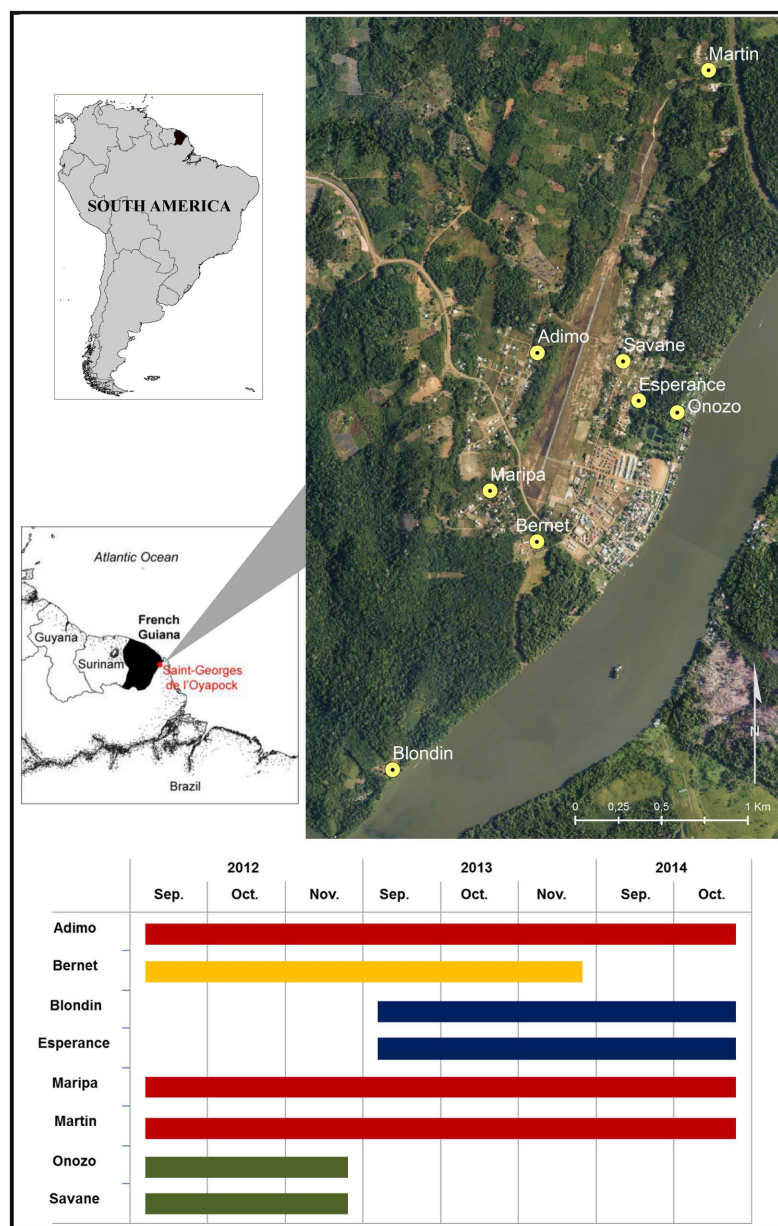 SOUTH AMERICA
Martin
Adimo
Savane
Esperance
Onozo
Maripa
Bernet
Blondin
N
0 0,25 0,5 1 Km
Atlantic Ocean
French
Guiana
Guyana
Surinam
Saint-Georges
de l'Oyapock
Brazil
2012 2013 2014
Sep. Oct. Nov. Sep. Oct. Nov. Sep. Oct.
Adimo
Bernet
Blondin
Esperance
Maripa
Martin
Onozo
Savane